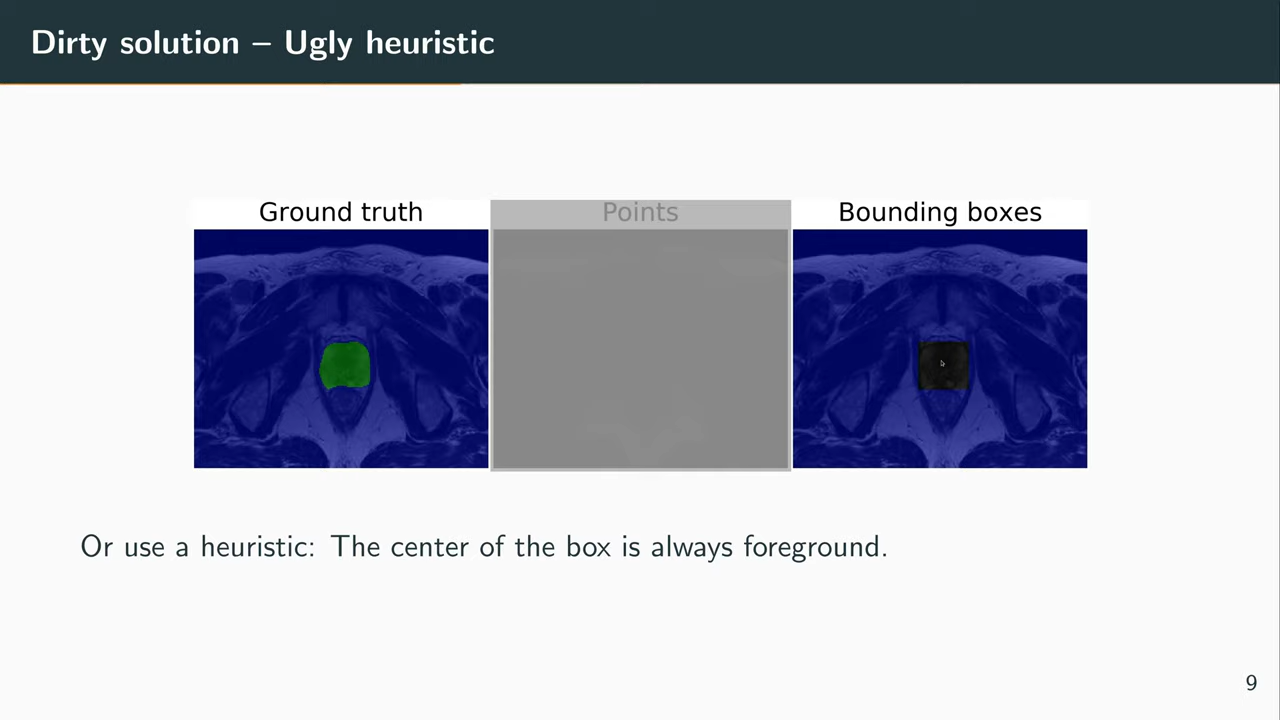 Dirty solution – Ugly heuristic
Ground truth
Points
Bounding boxes
Or use a heuristic: The center of the box is always foreground.
9